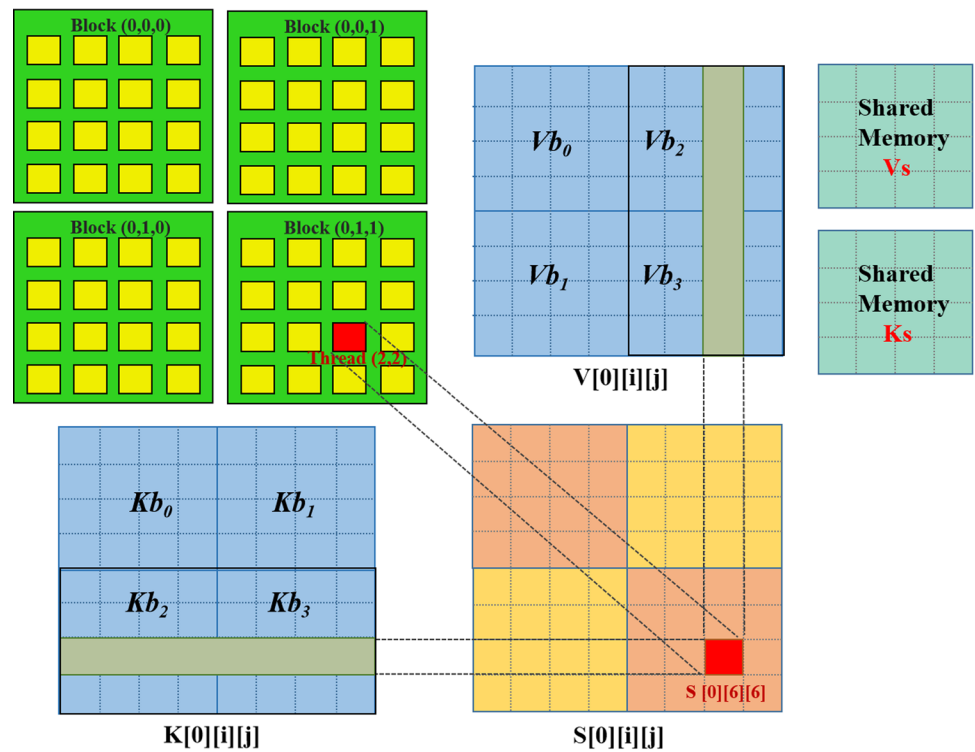 Block (0,0,0)
Block (0,0,1)
Block (0,1,0)
Block (0,1,1)
Thread (2,2)
Vb0
Vb2
Vb1
Vb3
V[0][i][j]
Shared
Memory
Vs
Shared
Memory
Ks
Kb0
Kb1
Kb2
Kb3
K[0][i][j]
s [0][6][6]
S[0][i][j]